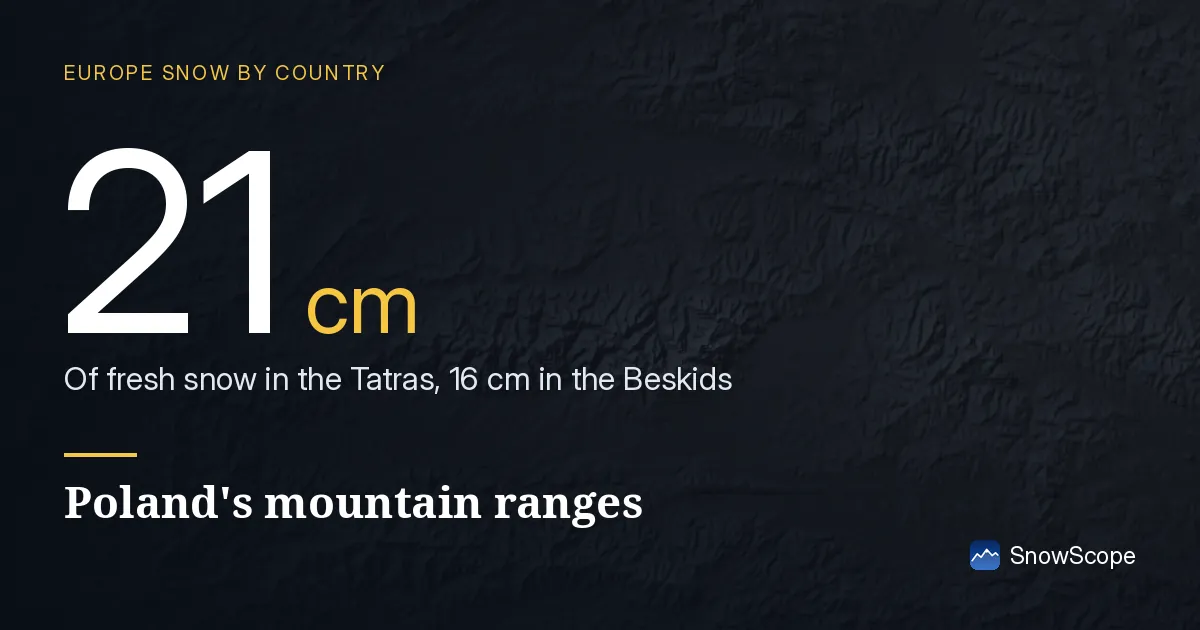 EUROPE SNOW BY COUNTRY
21 cm
Of fresh snow in the Tatras, 16 cm in the Beskids
Poland's mountain ranges
SnowScope